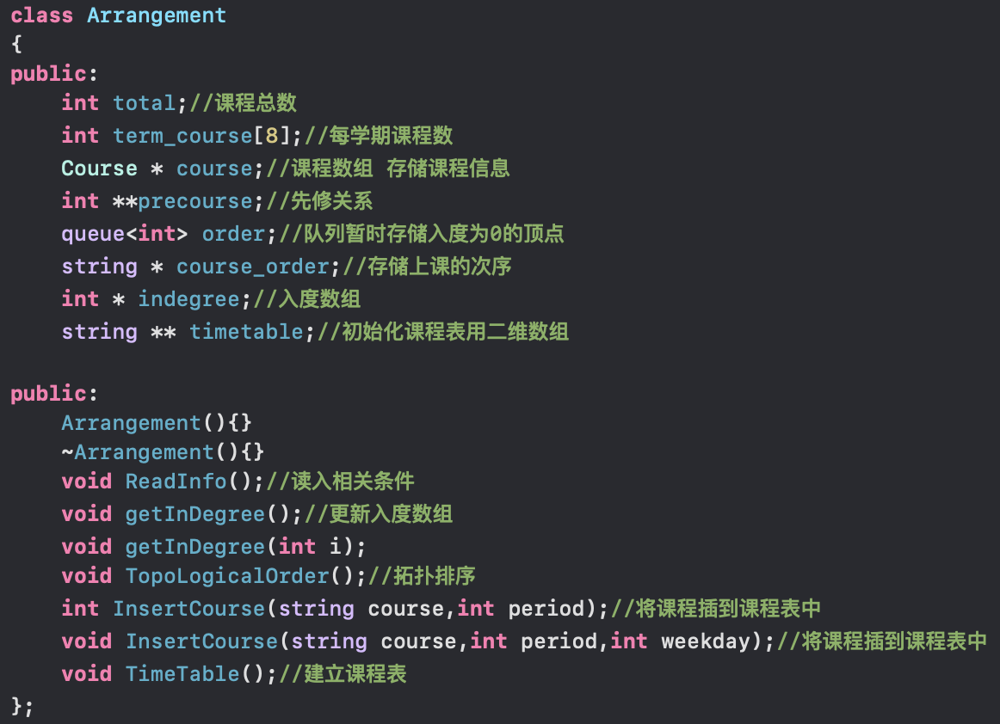 class Arrangement
{
public:
    int total;//课程总数
    int term_course[8];//每学期课程数
    Course * course;//课程数组 存储课程信息
    int **precourse;//先修关系
    queue<int> order;//队列暂时存储入度为0的顶点
    string * course_order;//存储上课的次序
    int * indegree;//入度数组
    string ** timetable;//初始化课程表用二维数组

public:
    Arrangement(){}
    ~Arrangement(){}
    void ReadInfo();//读入相关条件
    void getInDegree();//更新入度数组
    void getInDegree(int i);
    void TopoLogicalOrder();//拓扑排序
    int InsertCourse(string course,int period);//将课程插到课程表中
    void InsertCourse(string course,int period,int weekday);//将课程插到课程表中
    void TimeTable();//建立课程表
};